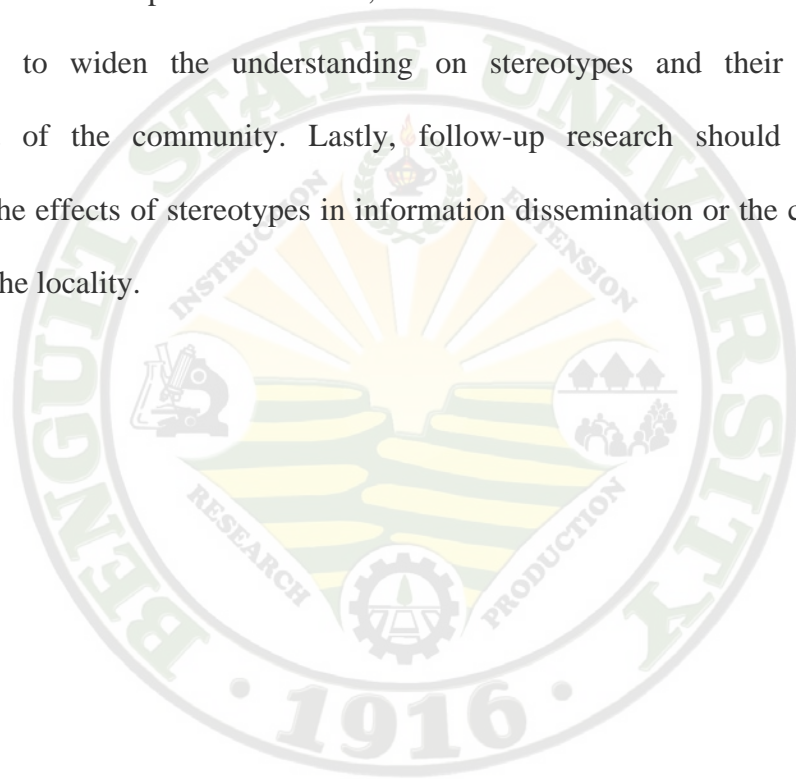 to widen the understanding on stereotypes and their
of the community. Lastly, follow-up research should
he effects of stereotypes in information dissemination or the
he locality.
BENGUET STATE UNIVERSITY
INSTRUCTION
EXTENSION
RESEARCH
PRODUCTION
· 1916 ·